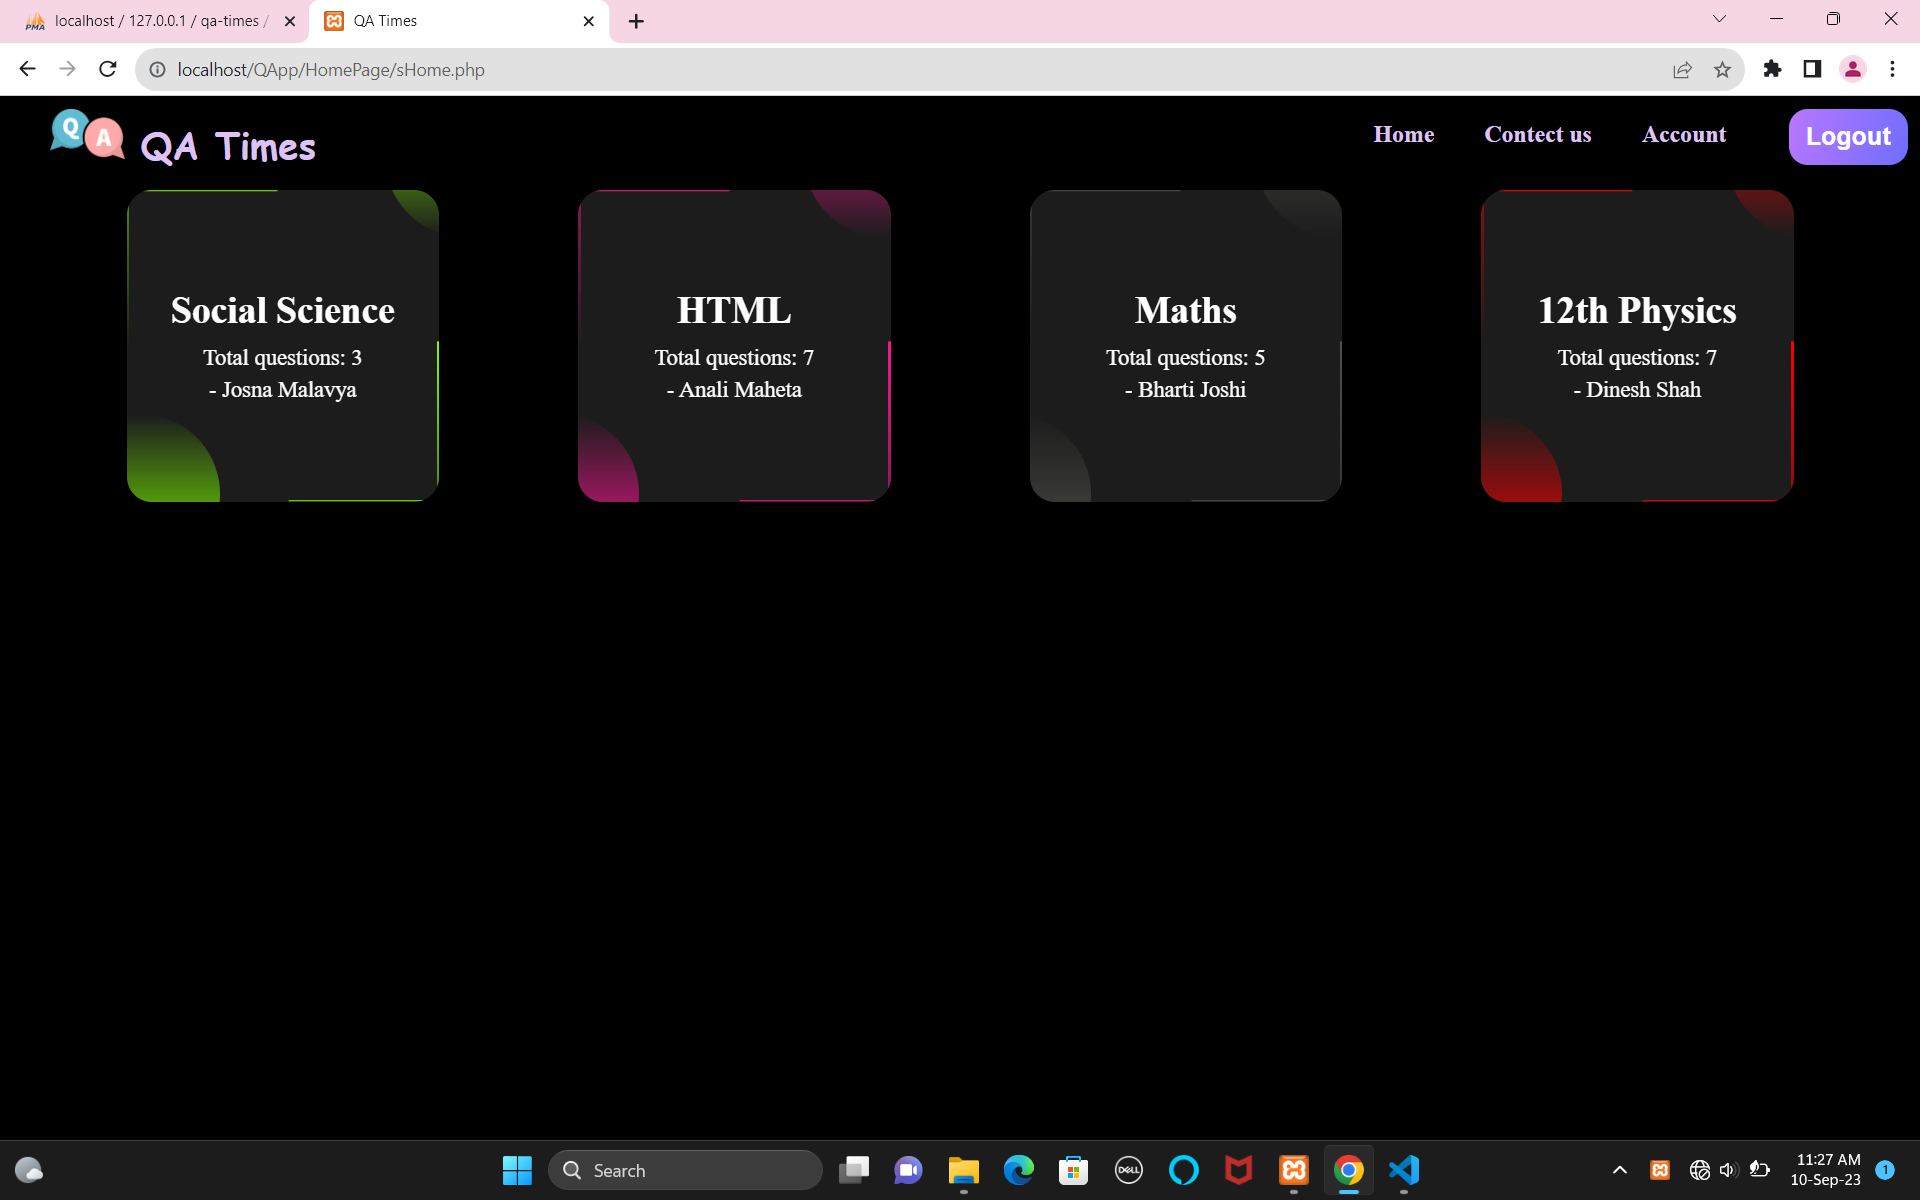 localhost / 127.0.0.1 / qa-times /
QA Times
localhost/QApp/HomePage/sHome.php
Q A
QA Times
Home
Contect us
Account
Logout
Social Science
Total questions: 3
- Josna Malavya
HTML
Total questions: 7
- Anali Maheta
Maths
Total questions: 5
- Bharti Joshi
12th Physics
Total questions: 7
- Dinesh Shah
Search
DELL
11:27 AM
10-Sep-23
1
PMA